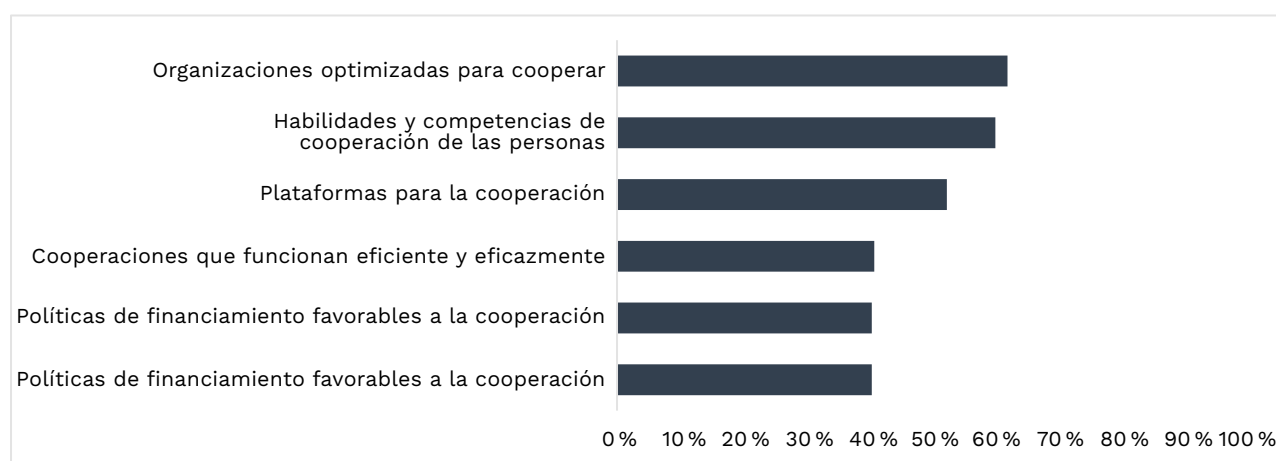 Organizaciones optimizadas para cooperar
Habilidades y competencias de
cooperación de las personas
Plataformas para la cooperación
Cooperaciones que funcionan eficiente y eficazmente
Políticas de financiamiento favorables a la cooperación
Políticas de financiamiento favorables a la cooperación
0 % 10 % 20 % 30 % 40 % 50 % 60 % 70 % 80 % 90 % 100 %